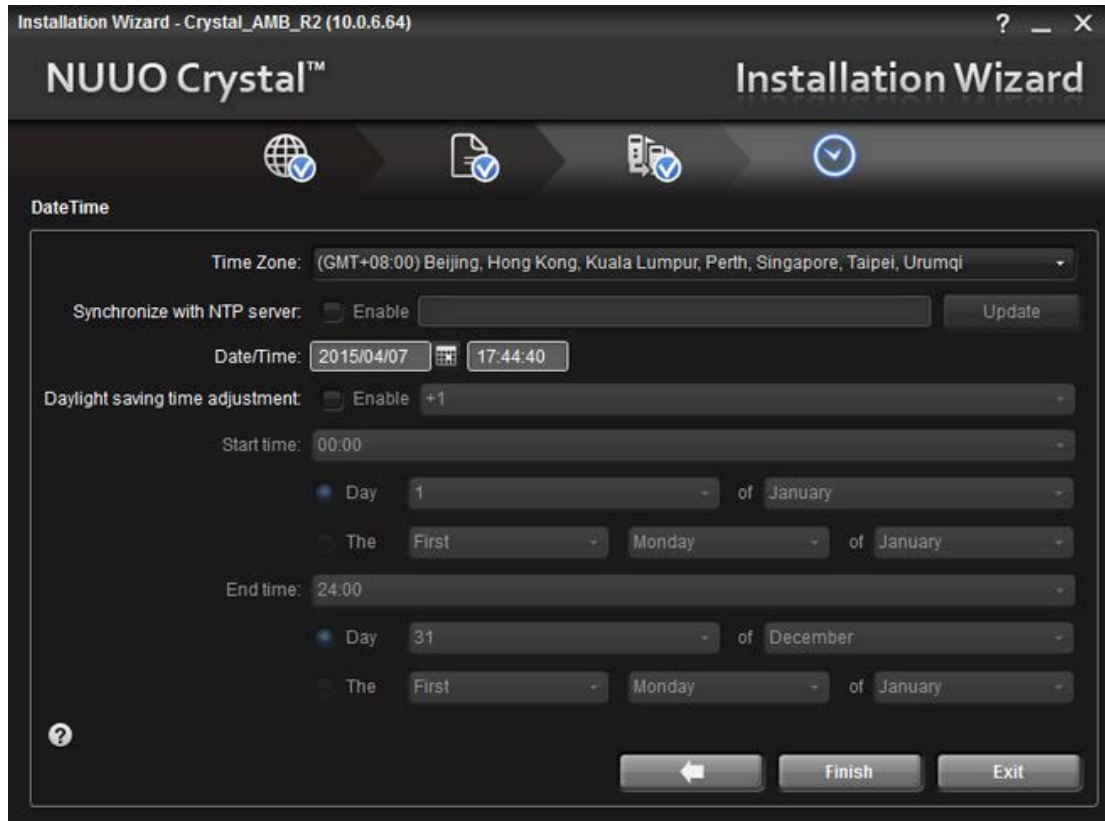 Installation Wizard - Crystal_AMB_R2 (10.0.6.64)
NUUO Crystal™ Installation Wizard
DateTime
Time Zone: (GMT+08:00) Beijing, Hong Kong, Kuala Lumpur, Perth, Singapore, Taipei, Urumqi
Synchronize with NTP server: Enable Update
Date/Time: 2015/04/07 17:44:40
Daylight saving time adjustment: Enable +1
Start time: 00:00
Day 1 of January
The First Monday of January
End time: 24:00
Day 31 of December
The First Monday of January
Finish Exit